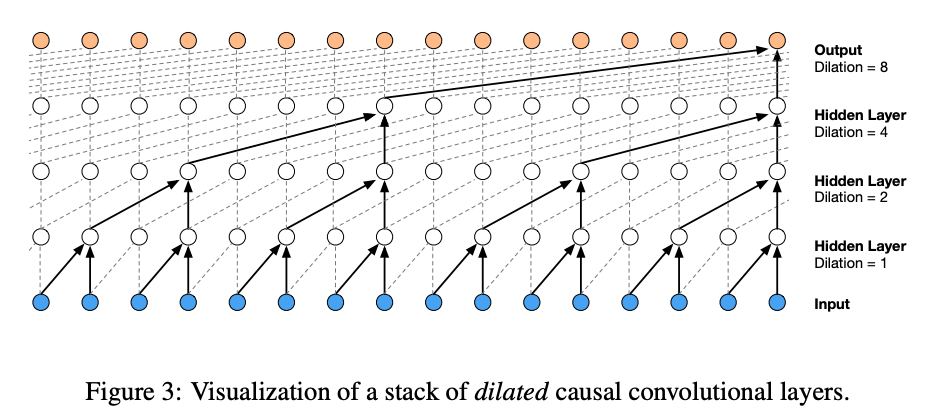 Output
Dilation = 8
Hidden Layer
Dilation = 4
Hidden Layer
Dilation = 2
Hidden Layer
Dilation = 1
Input
Figure 3: Visualization of a stack of dilated causal convolutional layers.